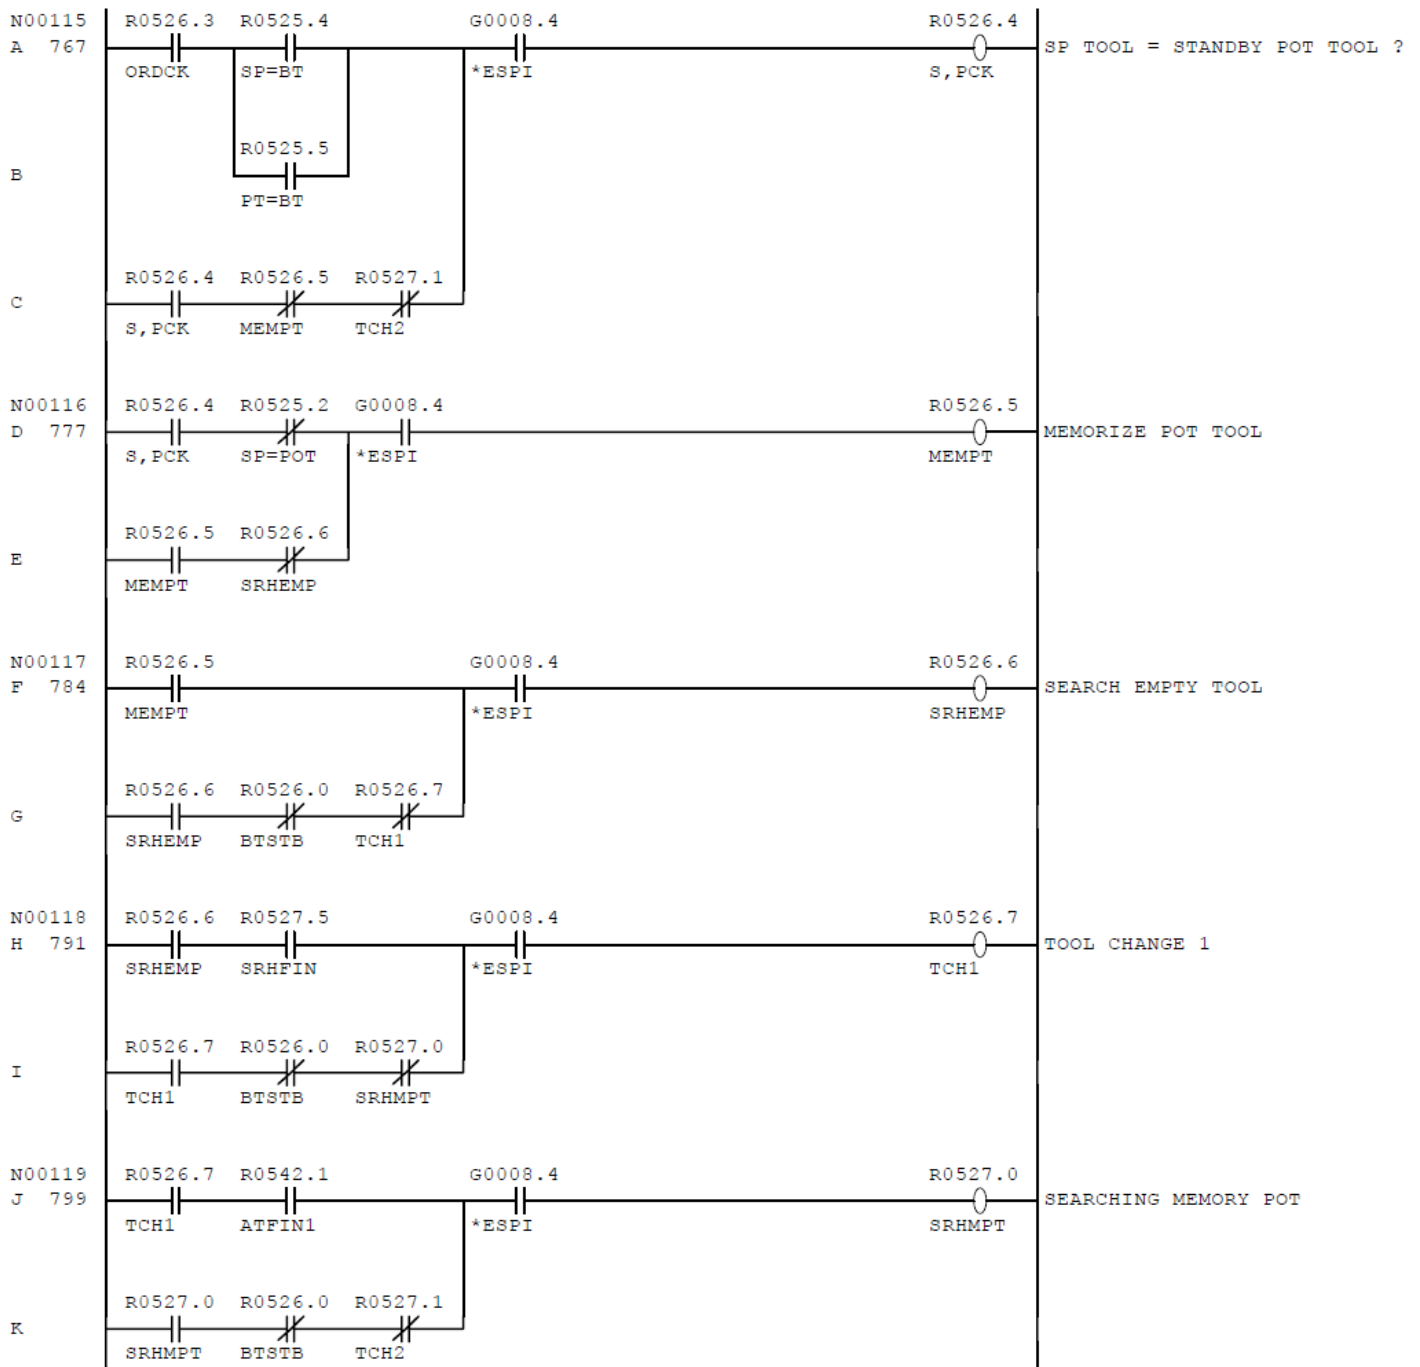 N00115 R0526.3 R0525.4 G0008.4 R0526.4
A 767 SP TOOL = STANDBY POT TOOL ?
ORDCK SP=BT *ESPI S,PCK
R0525.5
B
PT=BT
R0526.4 R0526.5 R0527.1
C
S,PCK MEMPT TCH2
N00116 R0526.4 R0525.2 G0008.4 R0526.5
D 777 MEMORIZE POT TOOL
S,PCK SP=POT *ESPI MEMPT
R0526.5 R0526.6
E
MEMPT SRHEMP
N00117 R0526.5 G0008.4 R0526.6
F 784 SEARCH EMPTY TOOL
MEMPT *ESPI SRHEMP
R0526.6 R0526.0 R0526.7
G
SRHEMP BTSTB TCH1
N00118 R0526.6 R0527.5 G0008.4 R0526.7
H 791 TOOL CHANGE 1
SRHEMP SRHFIN *ESPI TCH1
R0526.7 R0526.0 R0527.0
I
TCH1 BTSTB SRHMPT
N00119 R0526.7 R0542.1 G0008.4 R0527.0
J 799 SEARCHING MEMORY POT
TCH1 ATFIN1 *ESPI SRHMPT
R0527.0 R0526.0 R0527.1
K
SRHMPT BTSTB TCH2